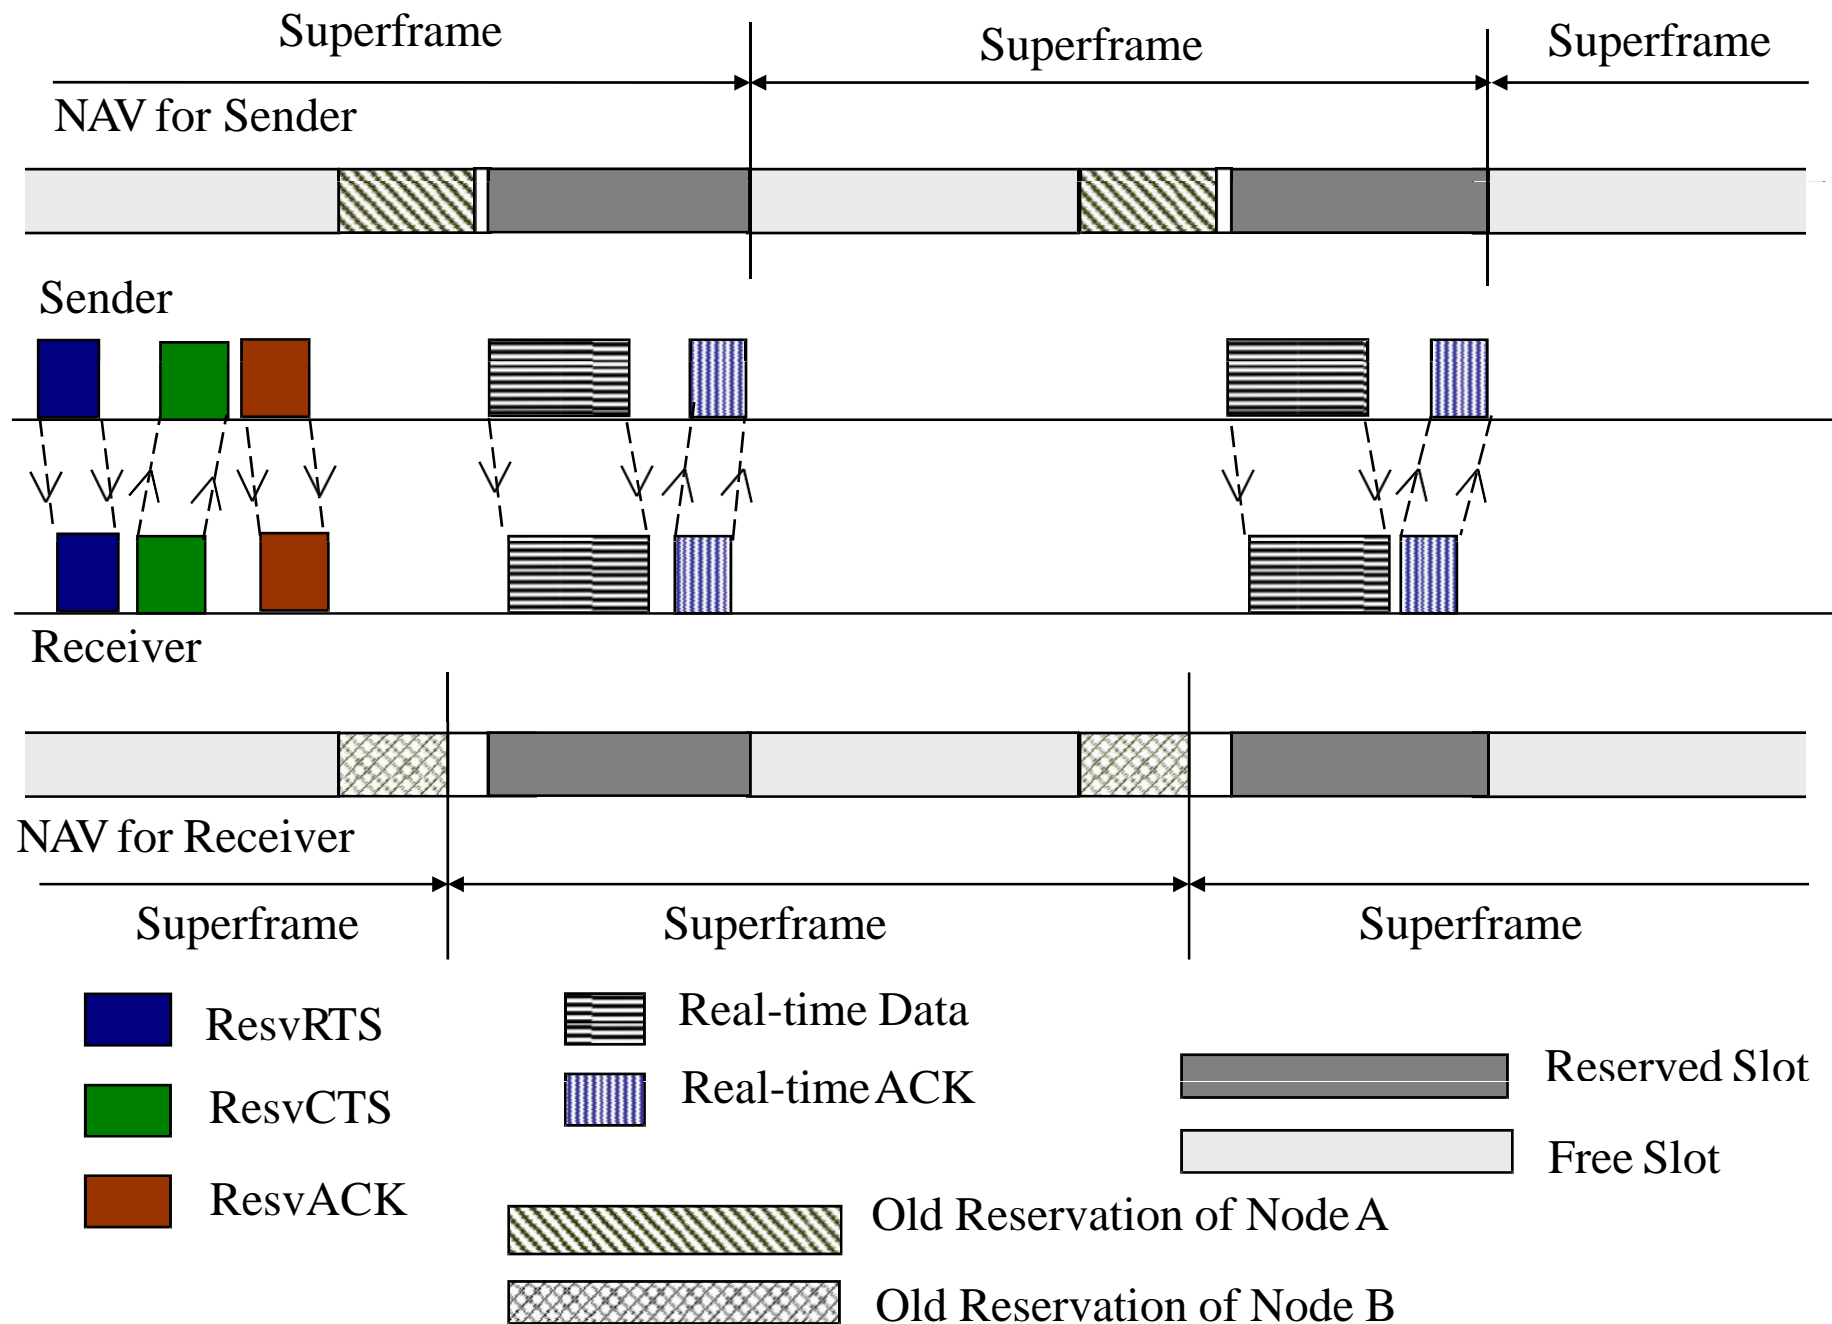 Superframe
Superframe
Superframe
NAV for Sender
Sender
Receiver
NAV for Receiver
Superframe
Superframe
Superframe
ResvRTS
Real-time Data
Reserved Slot
ResvCTS
Real-time ACK
Free Slot
ResvACK
Old Reservation of Node A
Old Reservation of Node B